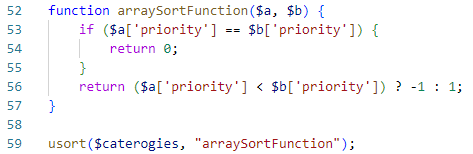 52 function arraySortFunction($a, $b) {
53 if ($a['priority'] == $b['priority']) {
54 return 0;
55 }
56 return ($a['priority'] < $b['priority']) ? -1 : 1;
57 }
58
59 usort($caterogies, "arraySortFunction");